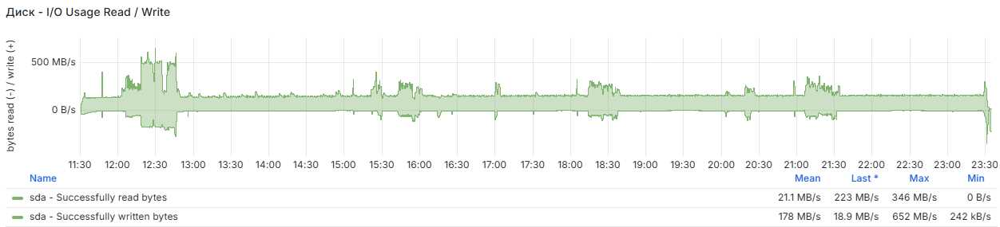 Диск - I/O Usage Read / Write
bytes read (-) / write (+)
500 MB/s
0 B/s
11:30 12:00 12:30 13:00 13:30 14:00 14:30 15:00 15:30 16:00 16:30 17:00 17:30 18:00 18:30 19:00 19:30 20:00 20:30 21:00 21:30 22:00 22:30 23:00 23:30
Name Mean Last * Max Min
sda - Successfully read bytes 21.1 MB/s 223 MB/s 346 MB/s 0 B/s
sda - Successfully written bytes 178 MB/s 18.9 MB/s 652 MB/s 242 kB/s